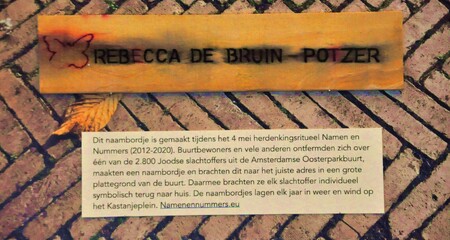 REBECCA DE BRUIN - POTZER
Dit naambordje is gemaakt tijdens het 4 mei herdenkingsritueel Namen en
Nummers (2012-2020). Buurtbewoners en vele anderen ontfermden zich over
één van de 2.800 Joodse slachtoffers uit de Amsterdamse Oosterparkbuurt,
maakten een naambordje en brachten dit naar het juiste adres in een grote
plattegrond van de buurt. Daarmee brachten ze elk slachtoffer individueel
symbolisch terug naar huis. De naambordjes lagen elk jaar in weer en wind op
het Kastanjeplein. Namenennummers.eu